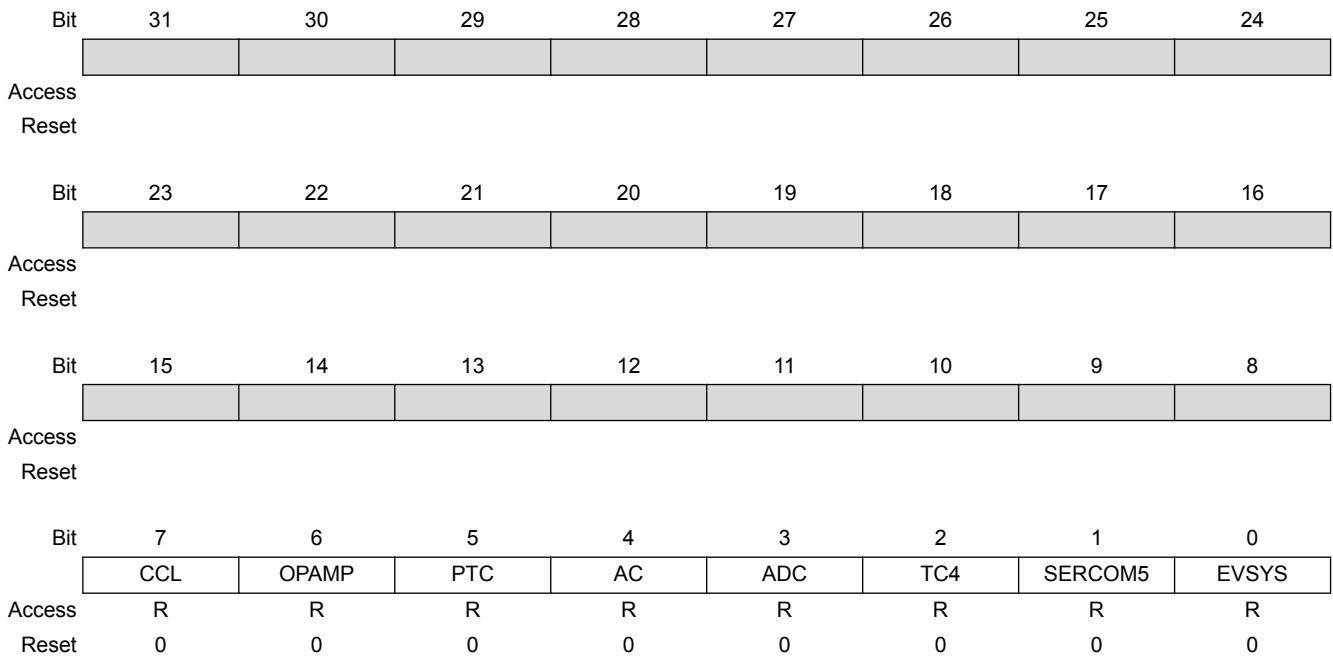 Bit 31 30 29 28 27 26 25 24
Access
Reset
Bit 23 22 21 20 19 18 17 16
Access
Reset
Bit 15 14 13 12 11 10 9 8
Access
Reset
Bit 7 6 5 4 3 2 1 0
CCL OPAMP PTC AC ADC TC4 SERCOM5 EVSYS
Access R R R R R R R R
Reset 0 0 0 0 0 0 0 0